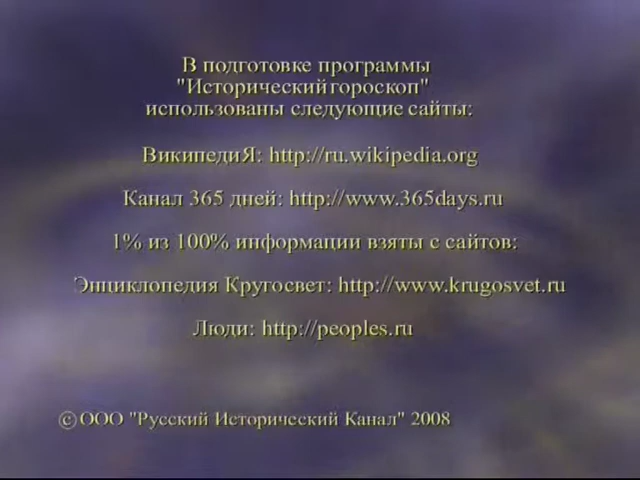 В подготовке программы
"Исторический гороскоп"
использованы следующие сайты:
ВикипедиЯ: http://ru.wikipedia.org
Канал 365 дней: http://www.365days.ru
1% из 100% информации взяты с сайтов:
Энциклопедия Кругосвет: http://www.krugosvet.ru
Люди: http://peoples.ru
© ООО "Русский Исторический Канал" 2008